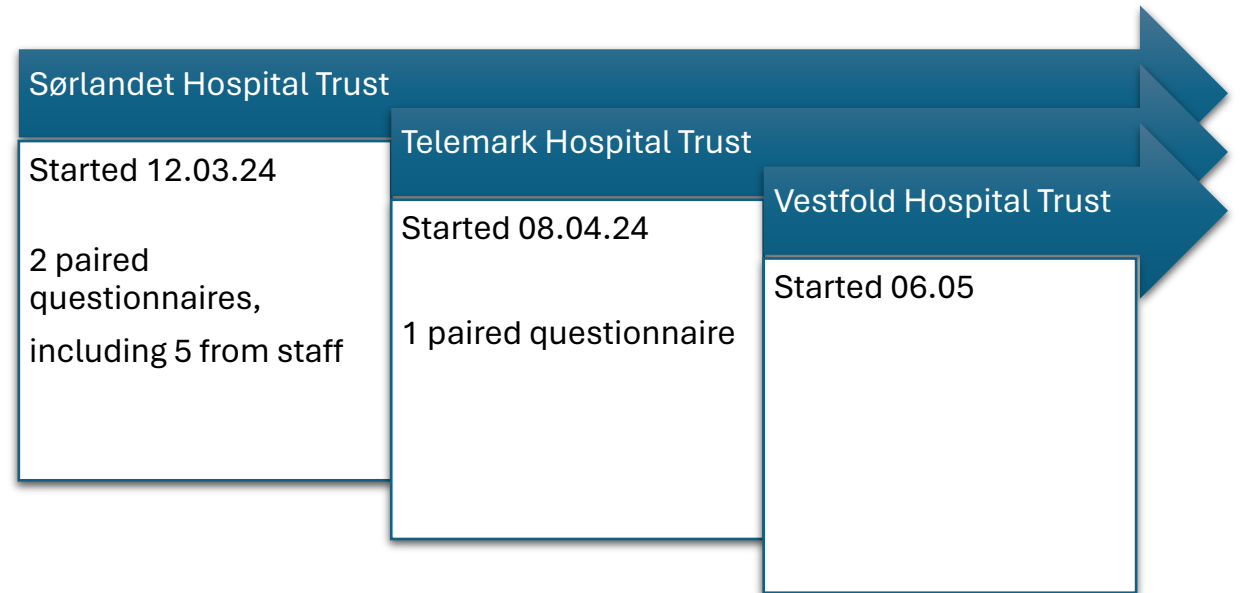 Sørlandet Hospital Trust
Started 12.03.24
2 paired
questionnaires,
including 5 from staff
Telemark Hospital Trust
Started 08.04.24
1 paired questionnaire
Vestfold Hospital Trust
Started 06.05